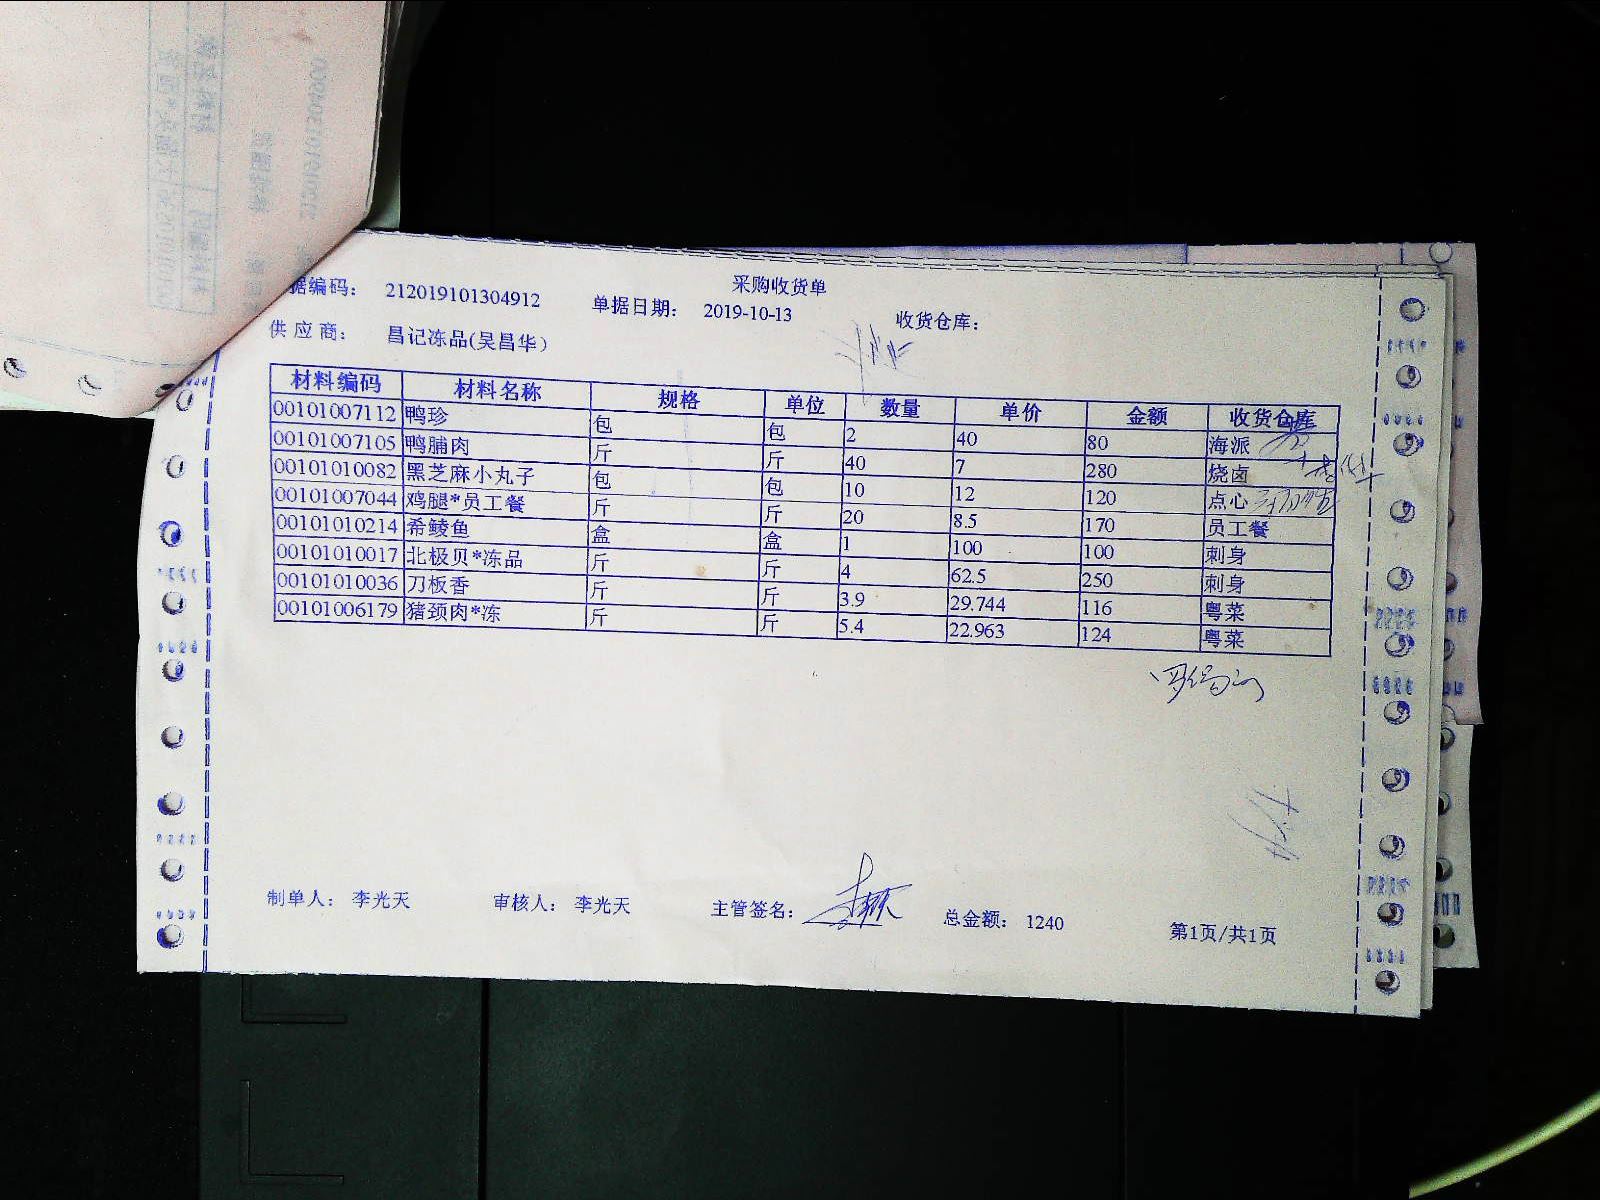 采购收货单
据编码： 212019101304912 单据日期： 2019-10-13 收货仓库：
供应商： 昌记冻品(吴昌华)
材料编码 材料名称 规格 单位 数量 单价 金额 收货仓库
00101007112 鸭珍 包 包 2 40 80 海派
00101007105 鸭脯肉 斤 斤 40 7 280 烧卤
00101010082 黑芝麻小丸子 包 包 10 12 120 点心
00101007044 鸡腿*员工餐 斤 斤 20 8.5 170 员工餐
00101010214 希鲮鱼 盒 盒 1 100 100 刺身
00101010017 北极贝*冻品 斤 斤 4 62.5 250 刺身
00101010036 刀板香 斤 斤 3.9 29.744 116 粤菜
00101006179 猪颈肉*冻 斤 斤 5.4 22.963 124 粤菜
制单人： 李光天 审核人： 李光天 主管签名： 总金额： 1240 第1页/共1页